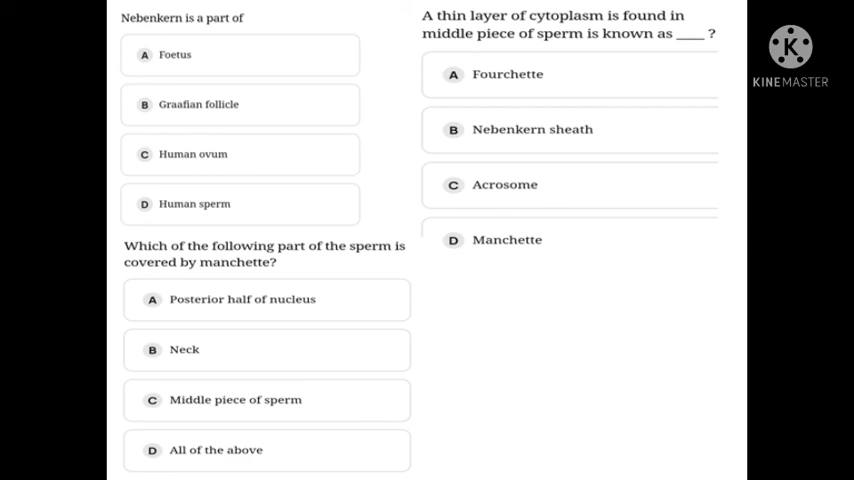 Nebenkern is a part of
A Foetus
B Graafian follicle
C Human ovum
D Human sperm
Which of the following part of the sperm is
covered by manchette?
A Posterior half of nucleus
B Neck
C Middle piece of sperm
D All of the above
A thin layer of cytoplasm is found in
middle piece of sperm is known as ____ ?
A Fourchette
B Nebenkern sheath
C Acrosome
D Manchette
K
KINEMASTER